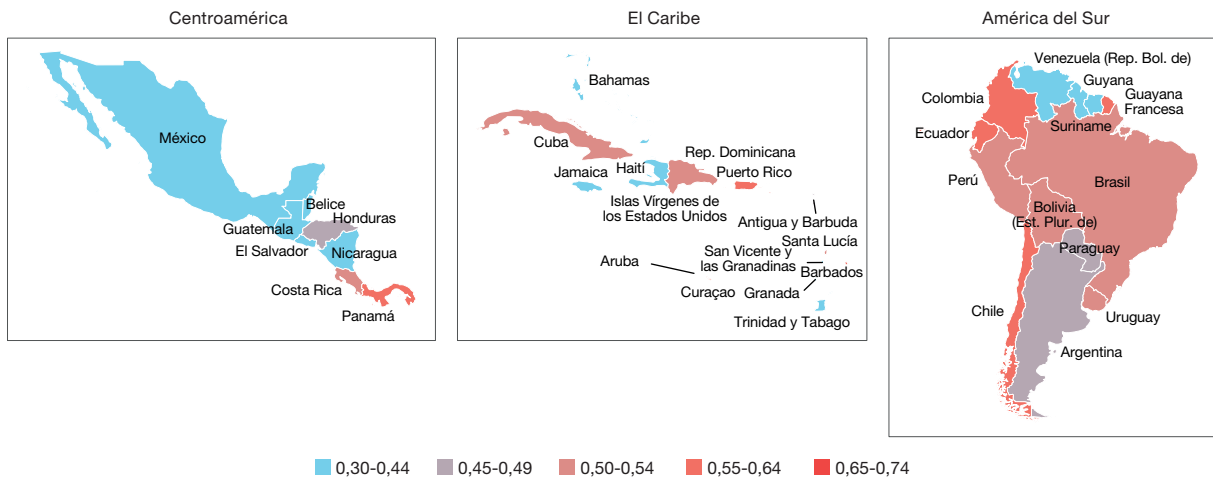 Centroamérica
México
Belice
Honduras
Guatemala
El Salvador
Nicaragua
Costa Rica
Panamá
El Caribe
Bahamas
Cuba
Rep. Dominicana
Jamaica
Haití
Puerto Rico
Islas Vírgenes de
los Estados Unidos
Antigua y Barbuda
Santa Lucía
San Vicente y
las Granadinas
Aruba
Barbados
Curaçao
Granada
Trinidad y Tabago
América del Sur
Venezuela (Rep. Bol. de)
Guyana
Colombia
Guayana
Francesa
Suriname
Ecuador
Perú
Brasil
Bolivia
(Est. Plur. de)
Paraguay
Chile
Uruguay
Argentina
0,30-0,44
0,45-0,49
0,50-0,54
0,55-0,64
0,65-0,74